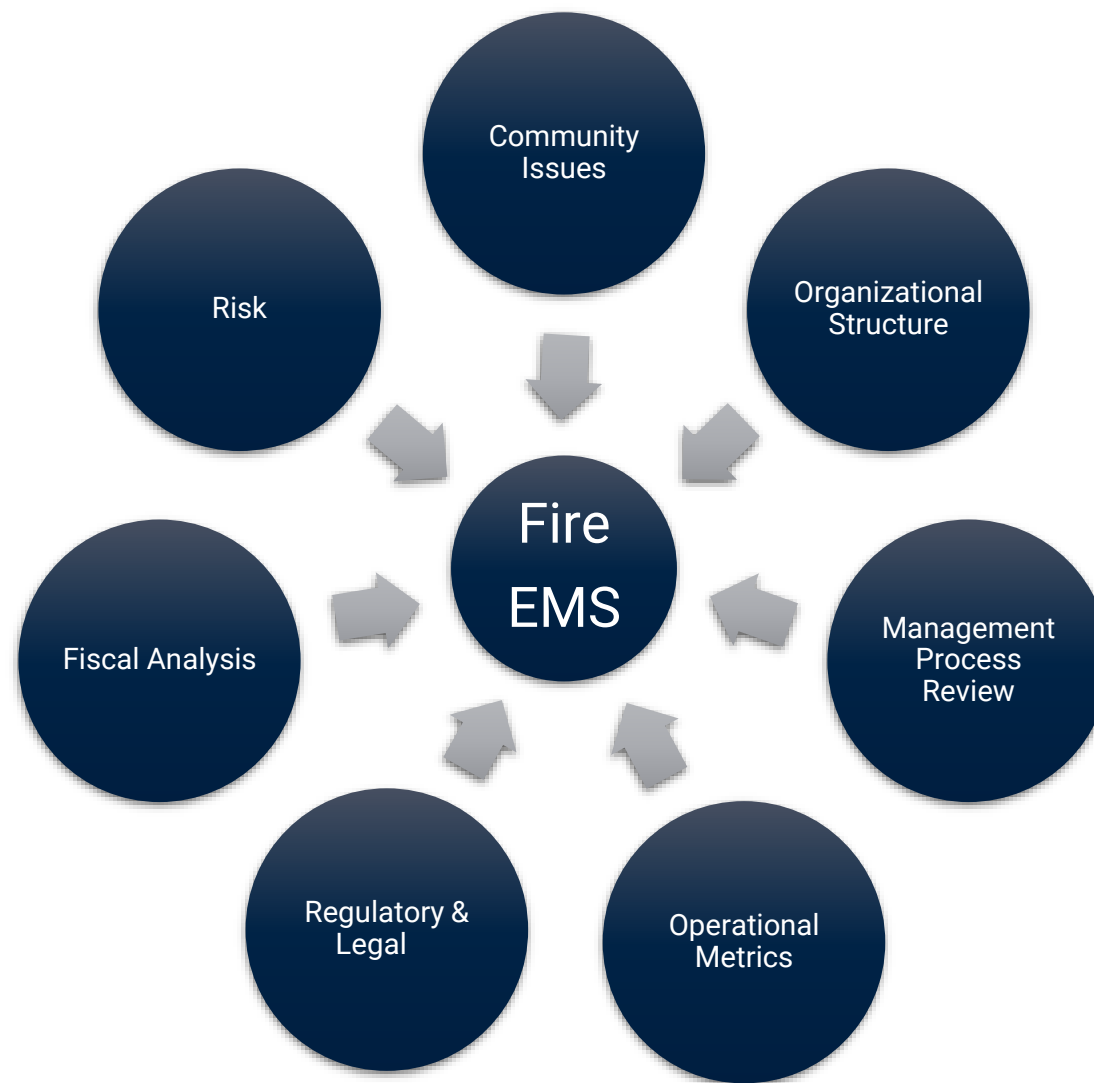 Community
Issues
Organizational
Structure
Risk
Fire
EMS
Management
Process
Review
Fiscal Analysis
Regulatory &
Legal
Operational
Metrics